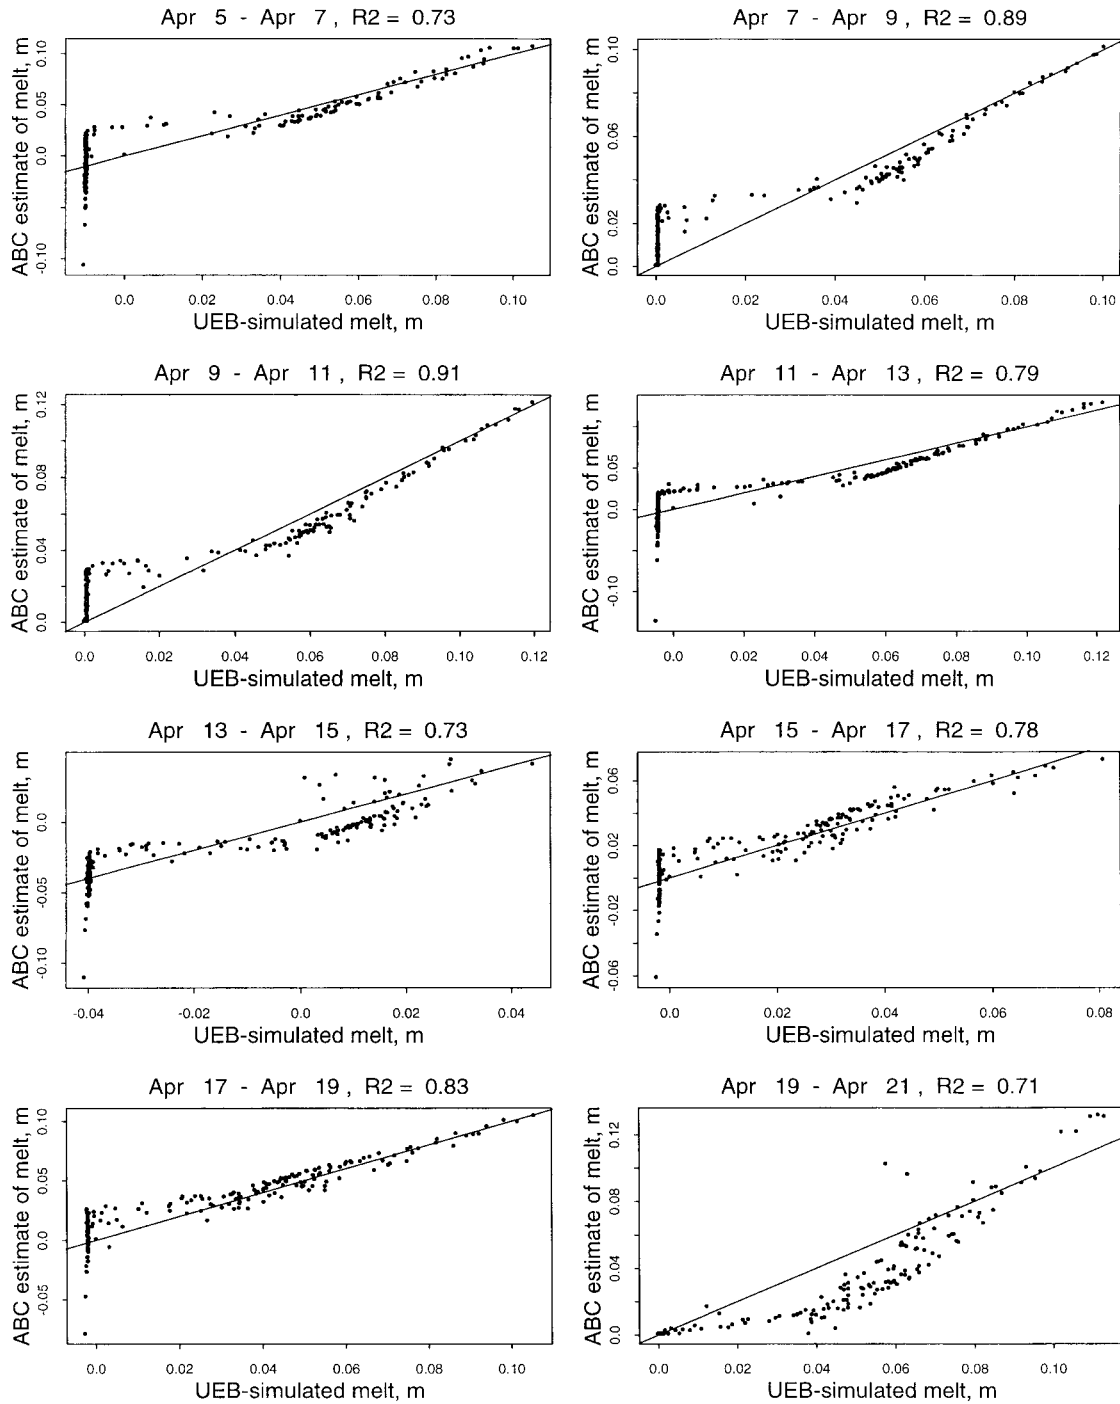 Apr 5 - Apr 7 , R2 = 0.73
ABC estimate of melt, m
0.10
0.05
0.0
-0.10
0.0 0.02 0.04 0.06 0.08 0.10
UEB-simulated melt, m
Apr 7 - Apr 9 , R2 = 0.89
ABC estimate of melt, m
0.10
0.06
0.02
0.0
0.0 0.02 0.04 0.06 0.08 0.10
UEB-simulated melt, m
Apr 9 - Apr 11 , R2 = 0.91
ABC estimate of melt, m
0.12
0.08
0.04
0.0
0.0 0.02 0.04 0.06 0.08 0.10 0.12
UEB-simulated melt, m
Apr 11 - Apr 13 , R2 = 0.79
ABC estimate of melt, m
0.05
0.0
-0.10
0.0 0.02 0.04 0.06 0.08 0.10 0.12
UEB-simulated melt, m
Apr 13 - Apr 15 , R2 = 0.73
ABC estimate of melt, m
0.0
-0.05
-0.10
-0.04 -0.02 0.0 0.02 0.04
UEB-simulated melt, m
Apr 15 - Apr 17 , R2 = 0.78
ABC estimate of melt, m
0.06
0.02
-0.02
-0.06
0.0 0.02 0.04 0.06 0.08
UEB-simulated melt, m
Apr 17 - Apr 19 , R2 = 0.83
ABC estimate of melt, m
0.10
0.05
0.0
-0.05
0.0 0.02 0.04 0.06 0.08 0.10
UEB-simulated melt, m
Apr 19 - Apr 21 , R2 = 0.71
ABC estimate of melt, m
0.12
0.08
0.04
0.0
0.0 0.02 0.04 0.06 0.08 0.10
UEB-simulated melt, m